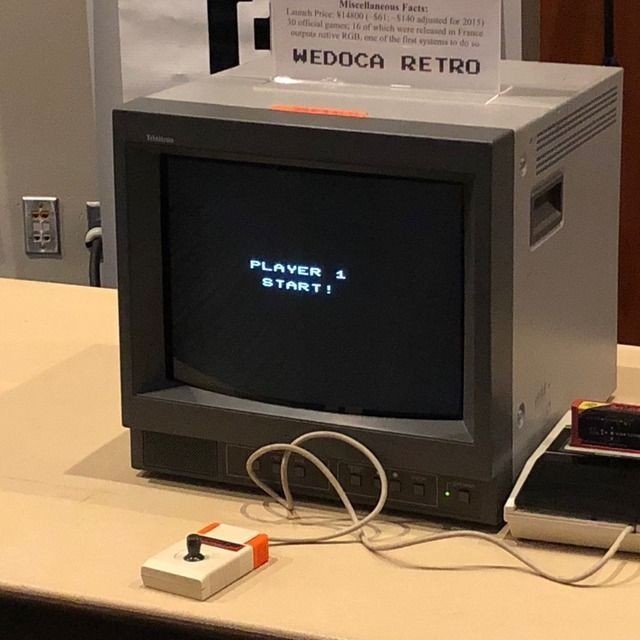 Miscellaneous Facts:
Launch Price: ¥14800 (~$61; ~$140 adjusted for 2015)
30 official games; 16 of which were released in France
outputs native RGB, one of the first systems to do so
WEDOCA RETRO
PLAYER 1
START!